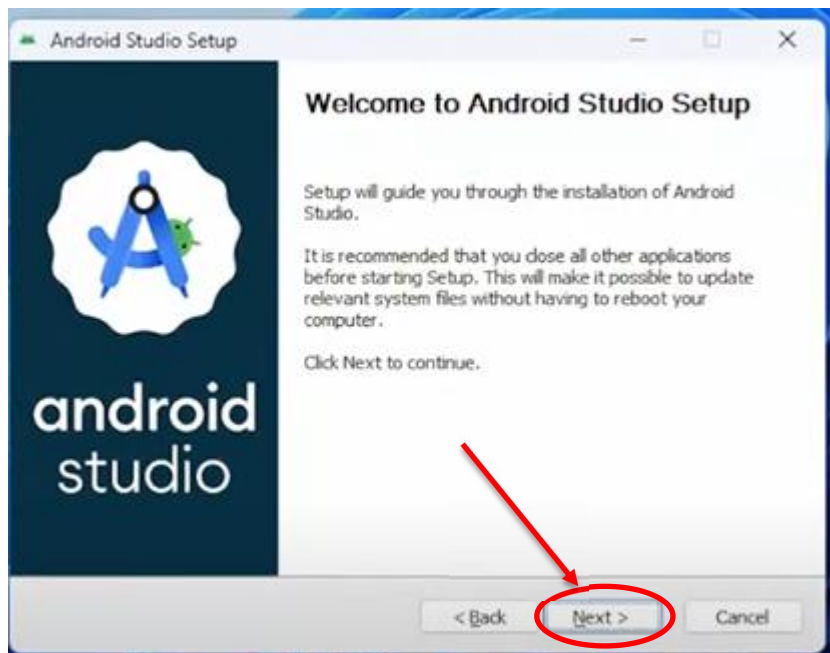 Android Studio Setup
Welcome to Android Studio Setup
Setup will guide you through the installation of Android
Studio.
It is recommended that you close all other applications
before starting Setup. This will make it possible to update
relevant system files without having to reboot your
computer.
Click Next to continue.
android
studio
< Back
Next >
Cancel